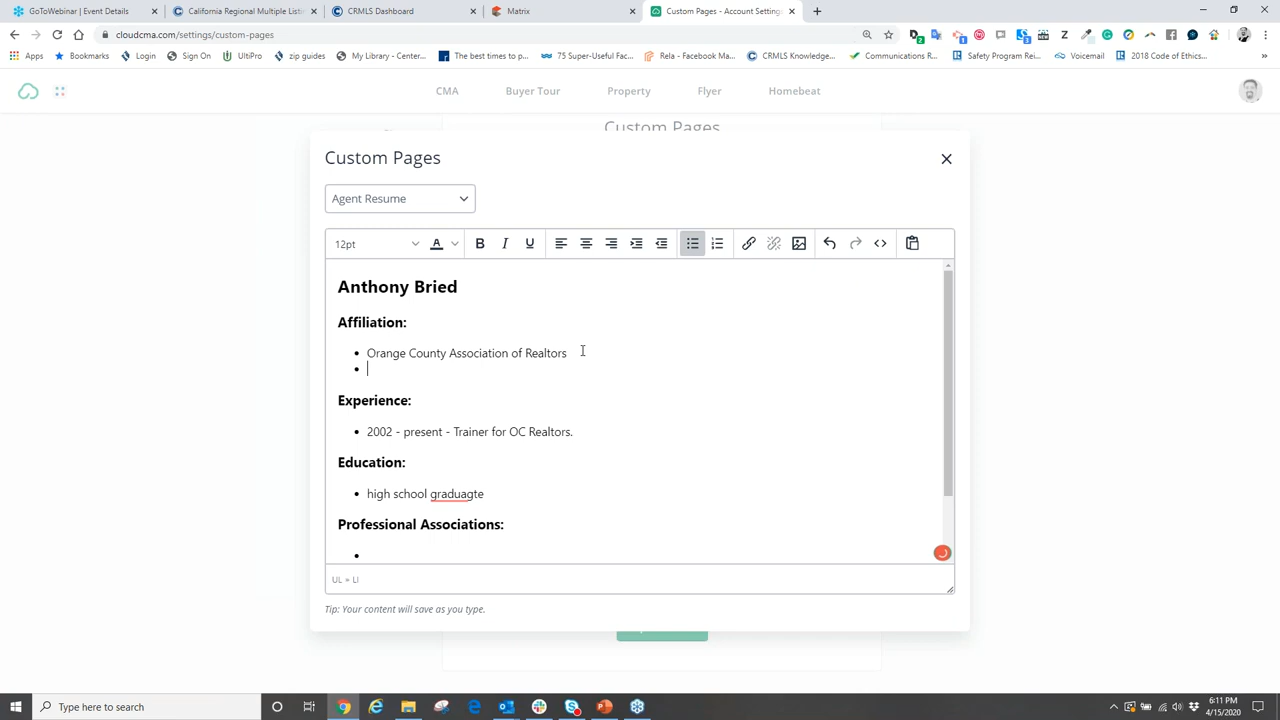 GoToWebinar | Event Details
California Regional Multiple Listin
CRMLS Dashboard
Matrix
Custom Pages - Account Settings
cloudcma.com/settings/custom-pages
Apps
Bookmarks
Login
Sign On
Utilities
zip guides
My Library - Center...
The best times to p...
75 Super-Useful Fac...
Rela - Facebook Ma...
CRMLS Knowledge...
Communications R...
Safety Program Rei...
Voicemail
2018 Code of Ethics...
CMA
Buyer Tour
Property
Flyer
Homebeat
Custom Pages
Custom Pages
Agent Resume
12pt
Anthony Bried
Affiliation:
• Orange County Association of Realtors
•
Experience:
• 2002 - present - Trainer for OC Realtors.
Education:
• high school graduagte
Professional Associations:
•
UL » LI
Tip: Your content will save as you type.
Type here to search
6:11 PM
4/15/2020